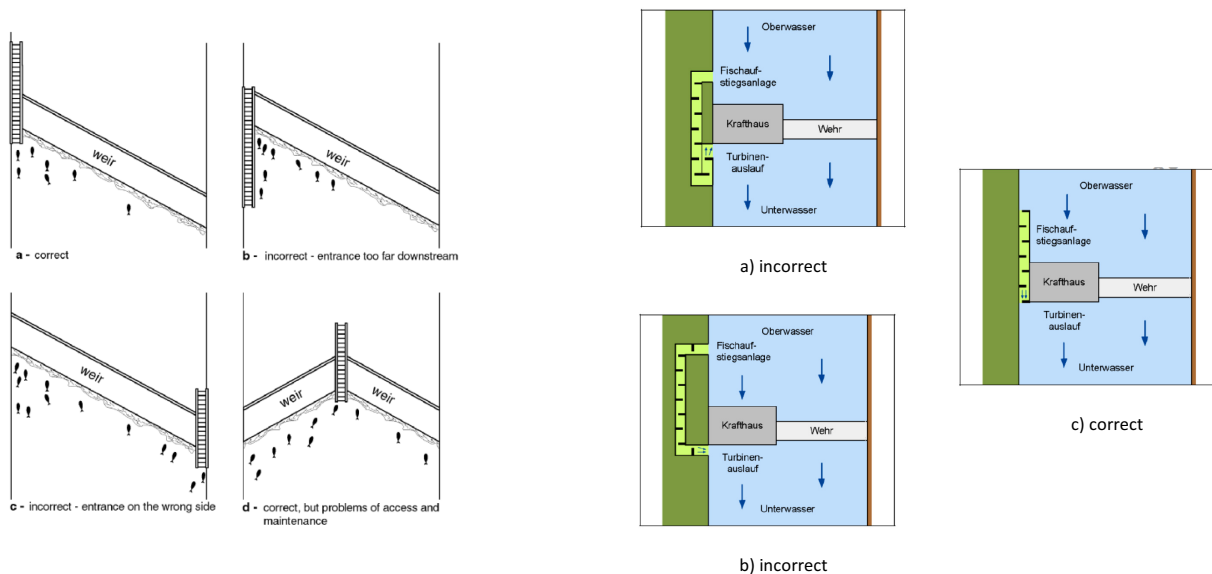 weir
a - correct
weir
b - incorrect - entrance too far downstream
weir
c - incorrect - entrance on the wrong side
weir
weir
d - correct, but problems of access and
maintenance
Oberwasser
Fischauf-
stiegsanlage
Krafthaus
Wehr
Turbinen-
auslauf
Unterwasser
a) incorrect
Oberwasser
Fischauf-
stiegsanlage
Krafthaus
Wehr
Turbinen-
auslauf
Unterwasser
b) incorrect
Oberwasser
Fischauf-
stiegsanlage
Krafthaus
Wehr
Turbinen-
auslauf
Unterwasser
c) correct